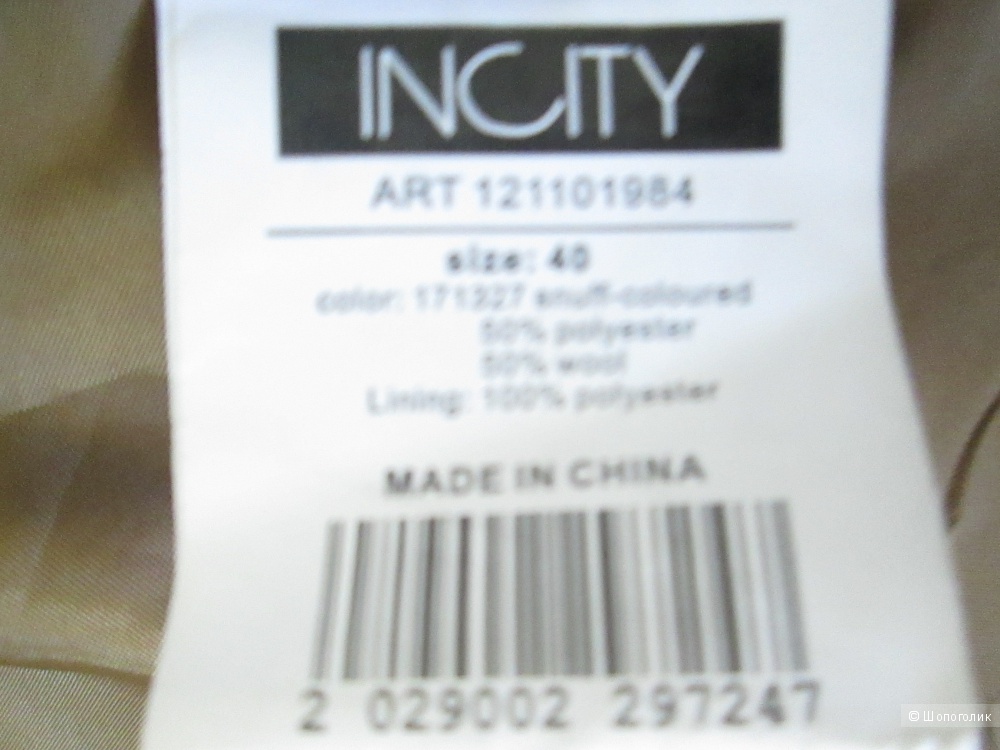 INCITY
ART 121101984
size: 40
color: 171327 snuff-coloured
50% polyester
50% wool
Lining: 100% polyester
MADE IN CHINA
2 029002 297247
© Шопоголик